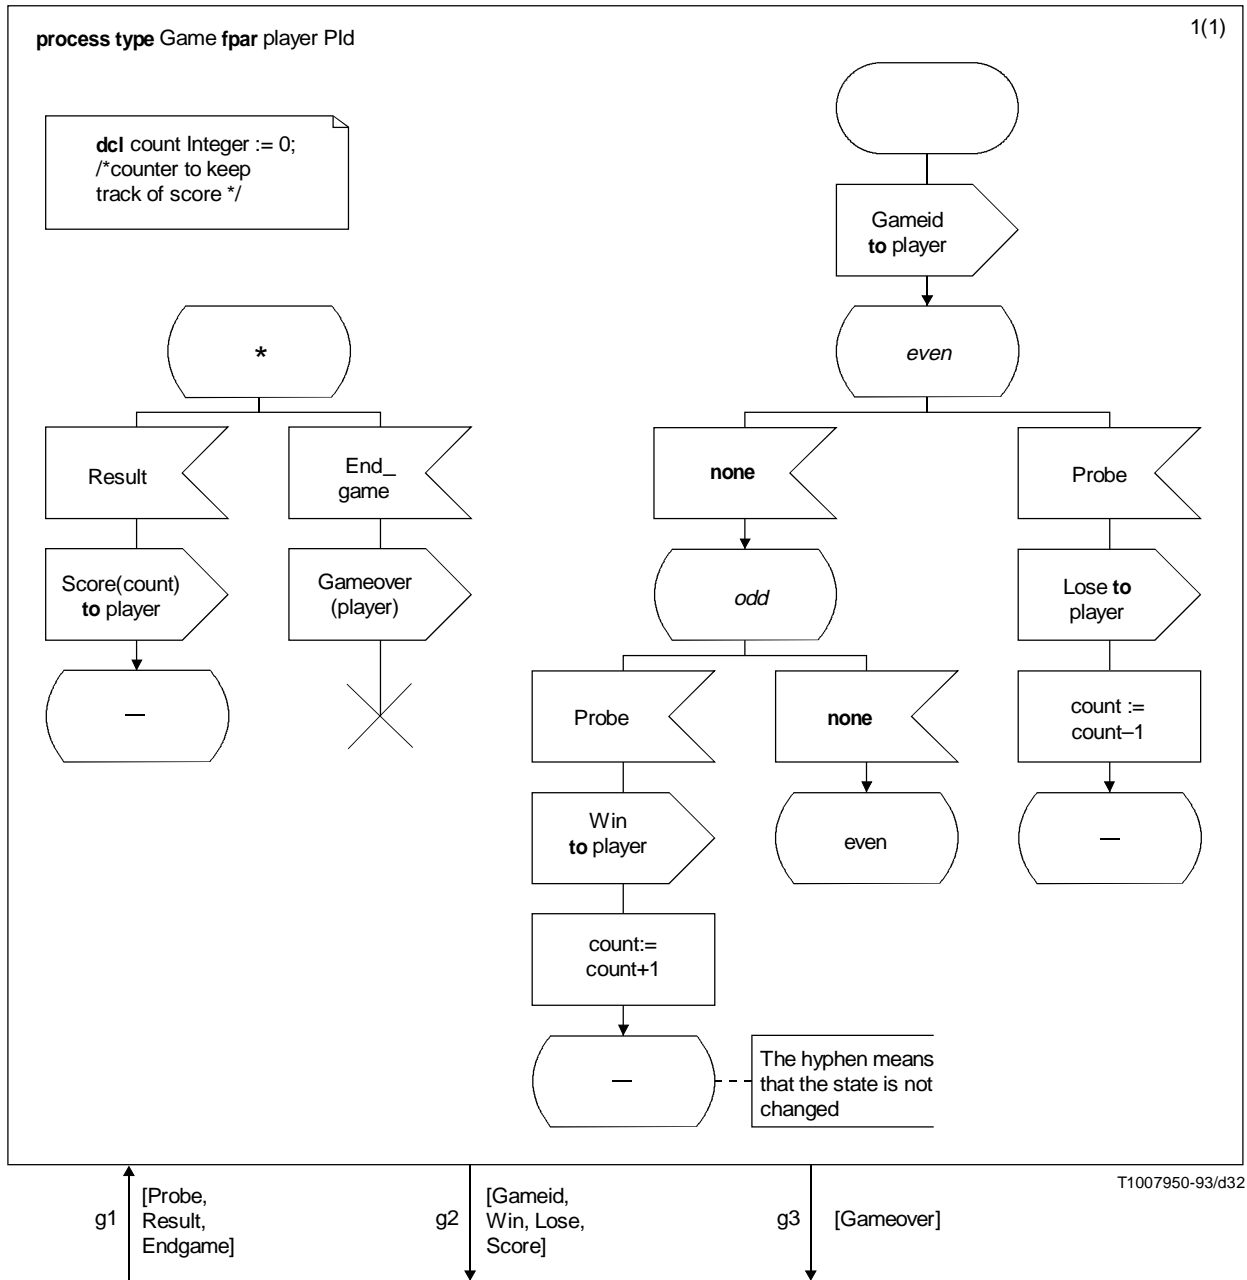 process type Game fpar player PId
1(1)
dcl count Integer := 0;
/*counter to keep
track of score */
Gameid
to player
even
*
Result
End_
game
none
Probe
Score(count)
to player
Gameover
(player)
odd
Lose to
player
—
Probe
none
count :=
count–1
Win
to player
even
—
count:=
count+1
—
The hyphen means
that the state is not
changed
T1007950-93/d32
g1
[Probe,
Result,
Endgame]
g2
[Gameid,
Win, Lose,
Score]
g3
[Gameover]